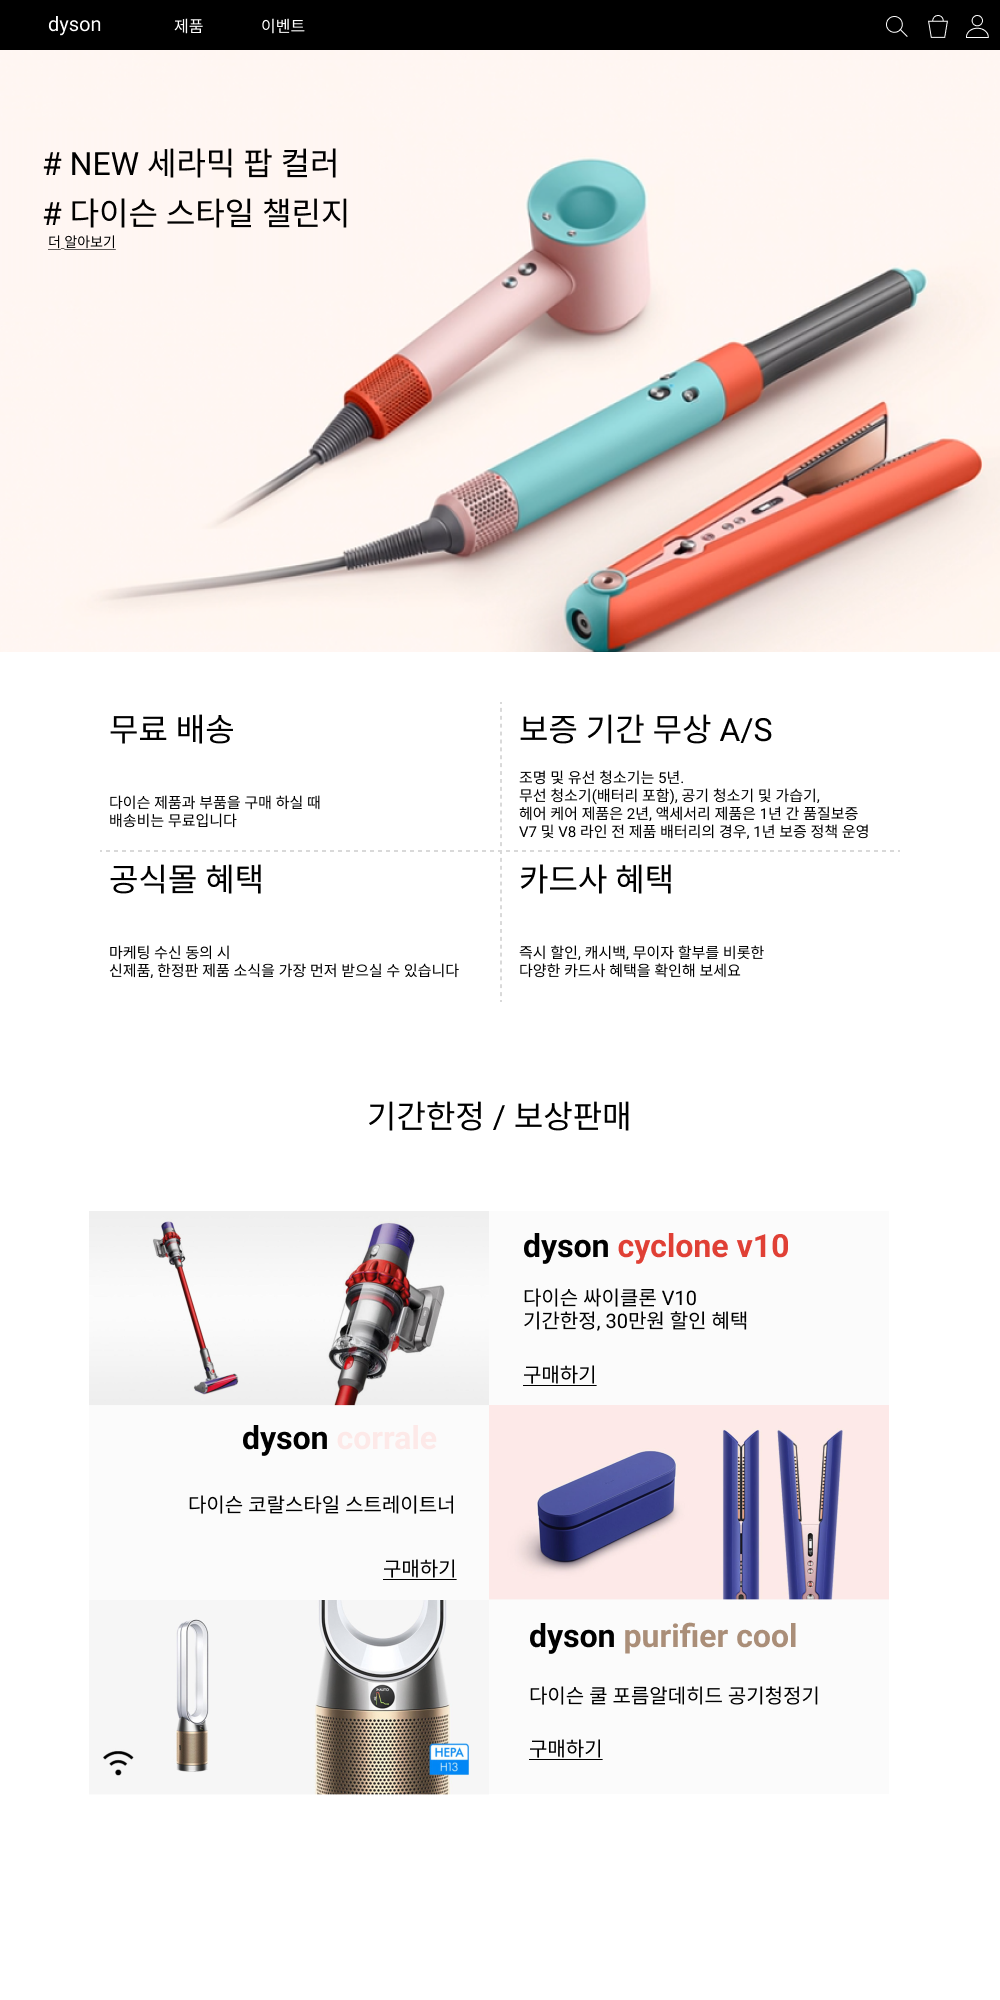 dyson 제품 이벤트
# NEW 세라믹 팝 컬러
# 다이슨 스타일 챌린지
더 알아보기
무료 배송
다이슨 제품과 부품을 구매 하실 때
배송비는 무료입니다
보증 기간 무상 A/S
조명 및 유선 청소기는 5년.
무선 청소기(배터리 포함), 공기 청소기 및 가습기,
헤어 케어 제품은 2년, 액세서리 제품은 1년 간 품질보증
V7 및 V8 라인 전 제품 배터리의 경우, 1년 보증 정책 운영
공식몰 혜택
마케팅 수신 동의 시
신제품, 한정판 제품 소식을 가장 먼저 받으실 수 있습니다
카드사 혜택
즉시 할인, 캐시백, 무이자 할부를 비롯한
다양한 카드사 혜택을 확인해 보세요
기간한정 / 보상판매
dyson cyclone v10
다이슨 싸이클론 V10
기간한정, 30만원 할인 혜택
구매하기
dyson corrale
다이슨 코랄스타일 스트레이트너
구매하기
dyson purifier cool
다이슨 쿨 포름알데히드 공기청정기
구매하기
HEPA
H13